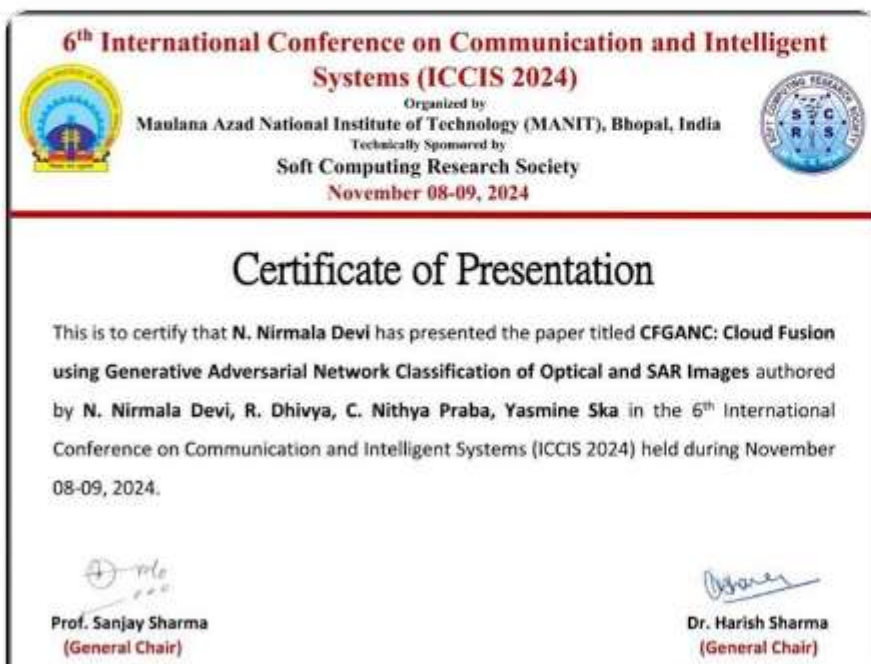 6th International Conference on Communication and Intelligent
Systems (ICCIS 2024)
Organized by
Maulana Azad National Institute of Technology (MANIT), Bhopal, India
Technically Sponsored by
Soft Computing Research Society
November 08-09, 2024
SOFT COMPUTING RESEARCH SOCIETY
S C
R S
Certificate of Presentation
This is to certify that N. Nirmala Devi has presented the paper titled CFGANC: Cloud Fusion
using Generative Adversarial Network Classification of Optical and SAR Images authored
by N. Nirmala Devi, R. Dhivya, C. Nithya Praba, Yasmine Ska in the 6th International
Conference on Communication and Intelligent Systems (ICCIS 2024) held during November
08-09, 2024.
Prof. Sanjay Sharma
(General Chair)
Dr. Harish Sharma
(General Chair)